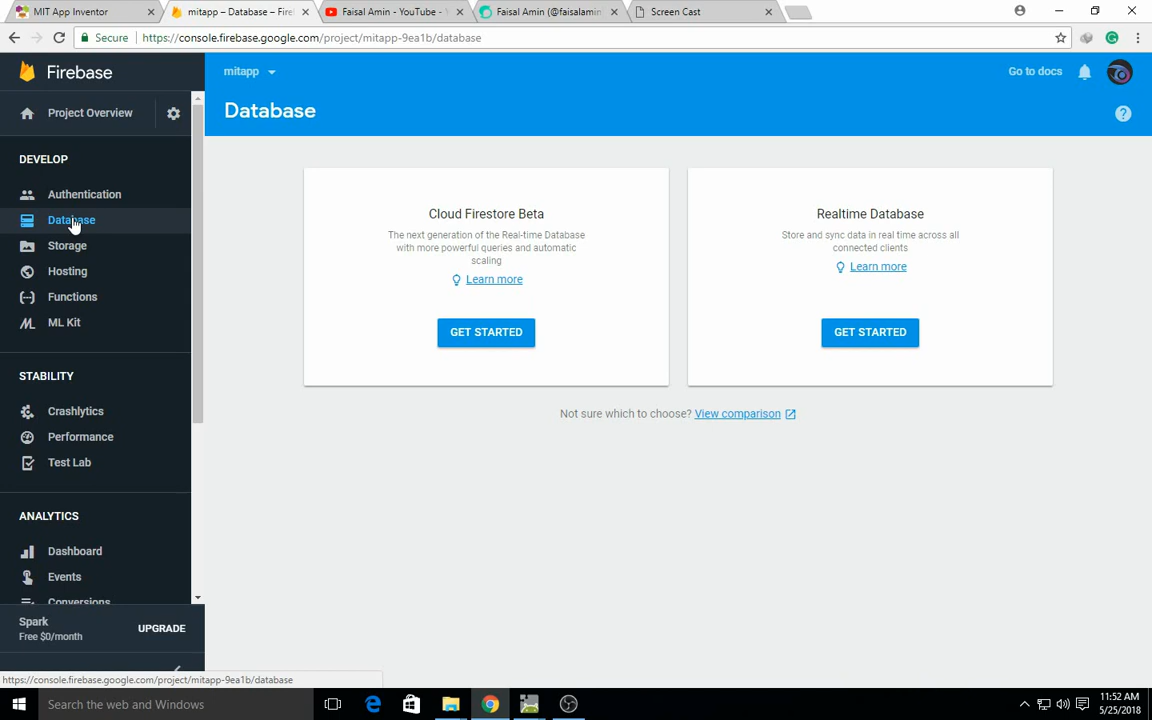 MIT App Inventor
mitapp – Database – Fire
Faisal Amin - YouTube -
Faisal Amin (@faisalamin
Screen Cast
Secure
https://console.firebase.google.com/project/mitapp-9ea1b/database
Firebase
mitapp
Go to docs
Project Overview
Database
DEVELOP
Authentication
Database
Storage
Hosting
Functions
ML Kit
STABILITY
Crashlytics
Performance
Test Lab
ANALYTICS
Dashboard
Events
Conversions
Spark
Free $0/month
UPGRADE
Cloud Firestore Beta
The next generation of the Real-time Database
with more powerful queries and automatic
scaling
Learn more
GET STARTED
Realtime Database
Store and sync data in real time across all
connected clients
Learn more
GET STARTED
Not sure which to choose? View comparison
https://console.firebase.google.com/project/mitapp-9ea1b/database
Search the web and Windows
11:52 AM
5/25/2018